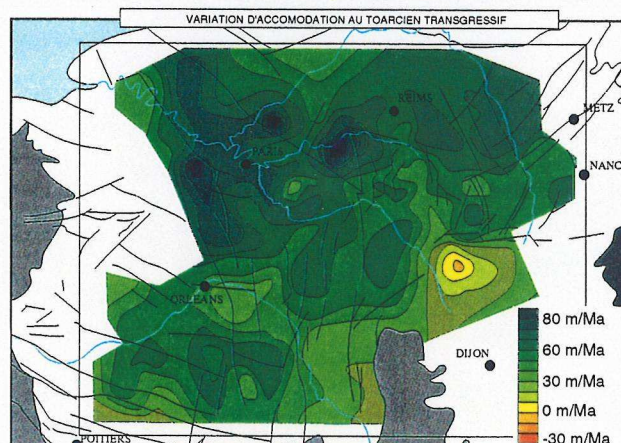 VARIATION D'ACCOMODATION AU TOARCIEN TRANSGRESSIF
REIMS
METZ
PARIS
NANC
ORLEANS
DIJON
POITIERS
80 m/Ma
60 m/Ma
30 m/Ma
0 m/Ma
-30 m/Ma